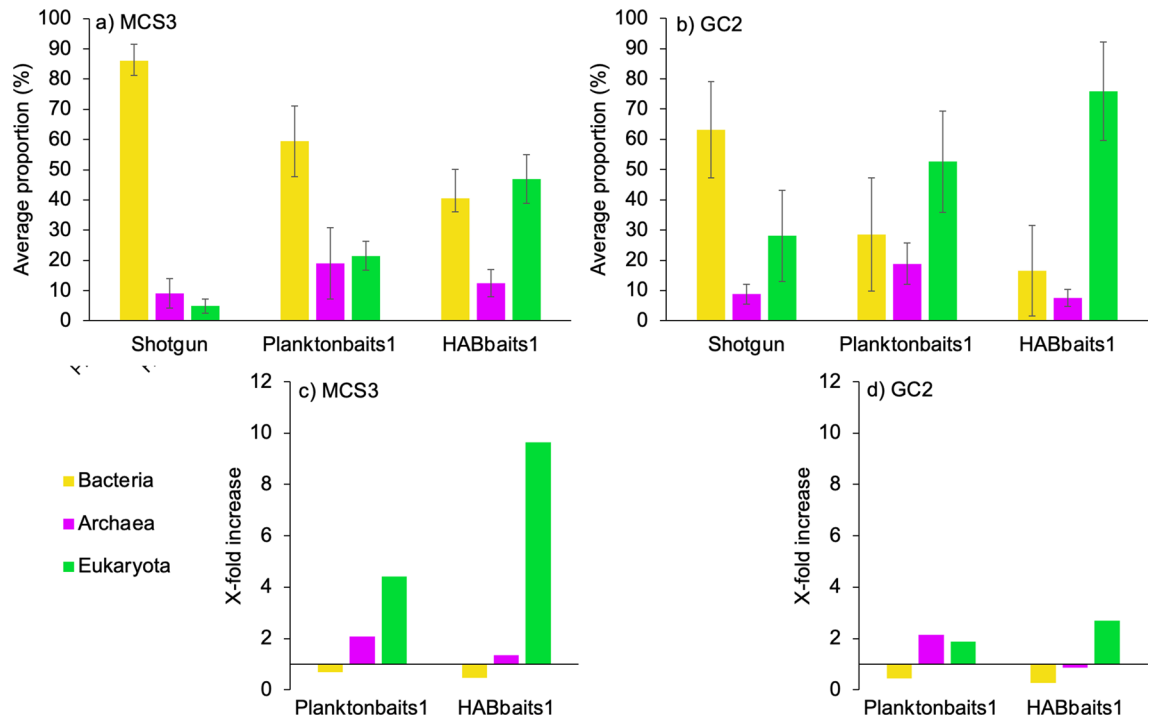 a) MCS3
Average proportion (%)
100
90
80
70
60
50
40
30
20
10
0
Shotgun
Planktonbaits1
HABbaits1
b) GC2
Average proportion (%)
100
90
80
70
60
50
40
30
20
10
0
Shotgun
Planktonbaits1
HABbaits1
Bacteria
Archaea
Eukaryota
c) MCS3
X-fold increase
12
10
8
6
4
2
0
Planktonbaits1
HABbaits1
d) GC2
X-fold increase
12
10
8
6
4
2
0
Planktonbaits1
HABbaits1